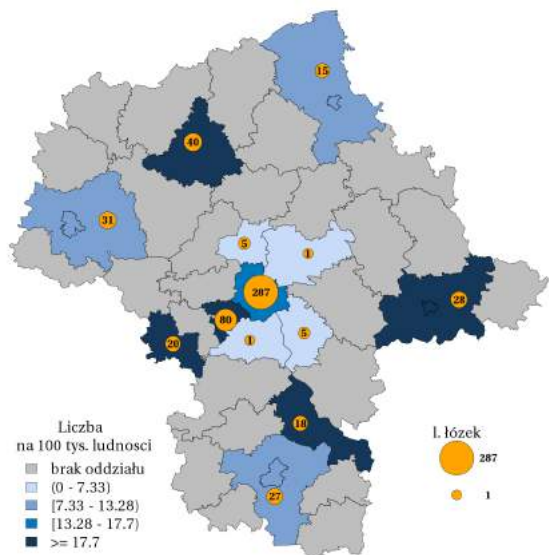 15
40
31
5
1
287
28
80
5
1
20
18
27
Liczba
na 100 tys. ludnosci
brak oddziału
(0 - 7.33)
[7.33 - 13.28)
[13.28 - 17.7)
>= 17.7
l. łóżek
287
1